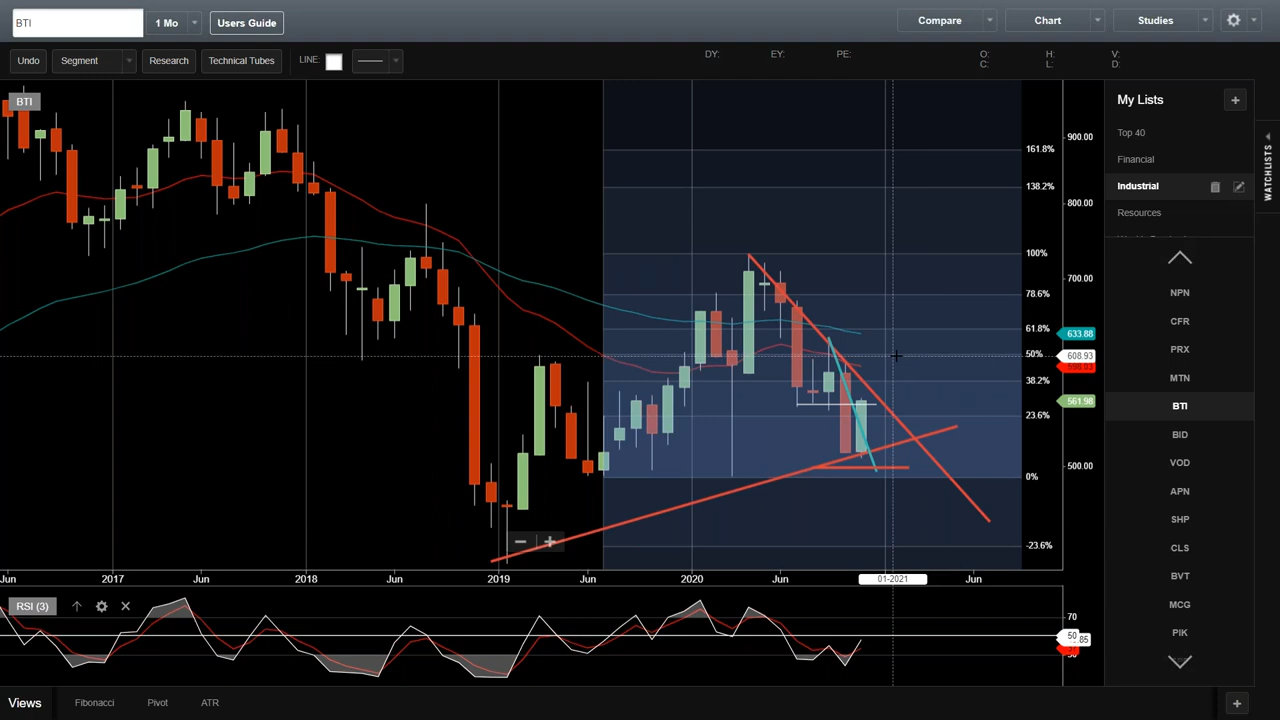 BTI
1 Mo
Users Guide
Compare
Chart
Studies
Undo
Segment
Research
Technical Tubes
LINE:
DY:
EY:
PE:
O:
H:
V:
C:
L:
D:
BTI
161.8%
138.2%
100%
78.6%
61.8%
50%
38.2%
23.6%
0%
-23.6%
900.00
800.00
700.00
633.88
608.93
598.03
561.98
500.00
Jun
2017
Jun
2018
Jun
2019
Jun
2020
Jun
01-2021
Jun
RSI (3)
70
50
Views
Fibonacci
Pivot
ATR
My Lists
Top 40
Financial
Industrial
Resources
NPN
CFR
PRX
MTN
BTI
BID
VOD
APN
SHP
CLS
BVT
MCG
PIK
WATCHLISTS